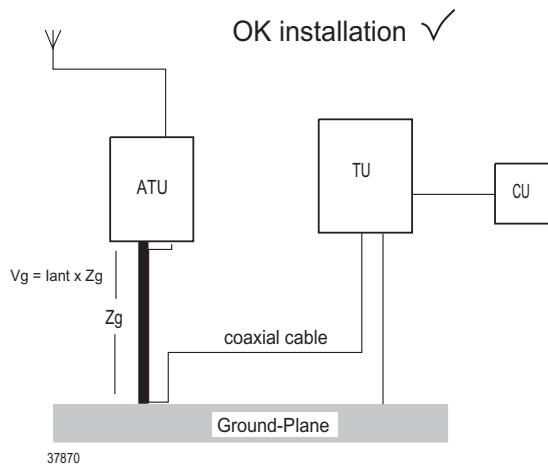 OK installation ✓
ATU
TU
CU
Vg = Iant x Zg
Zg
coaxial cable
Ground-Plane
37870